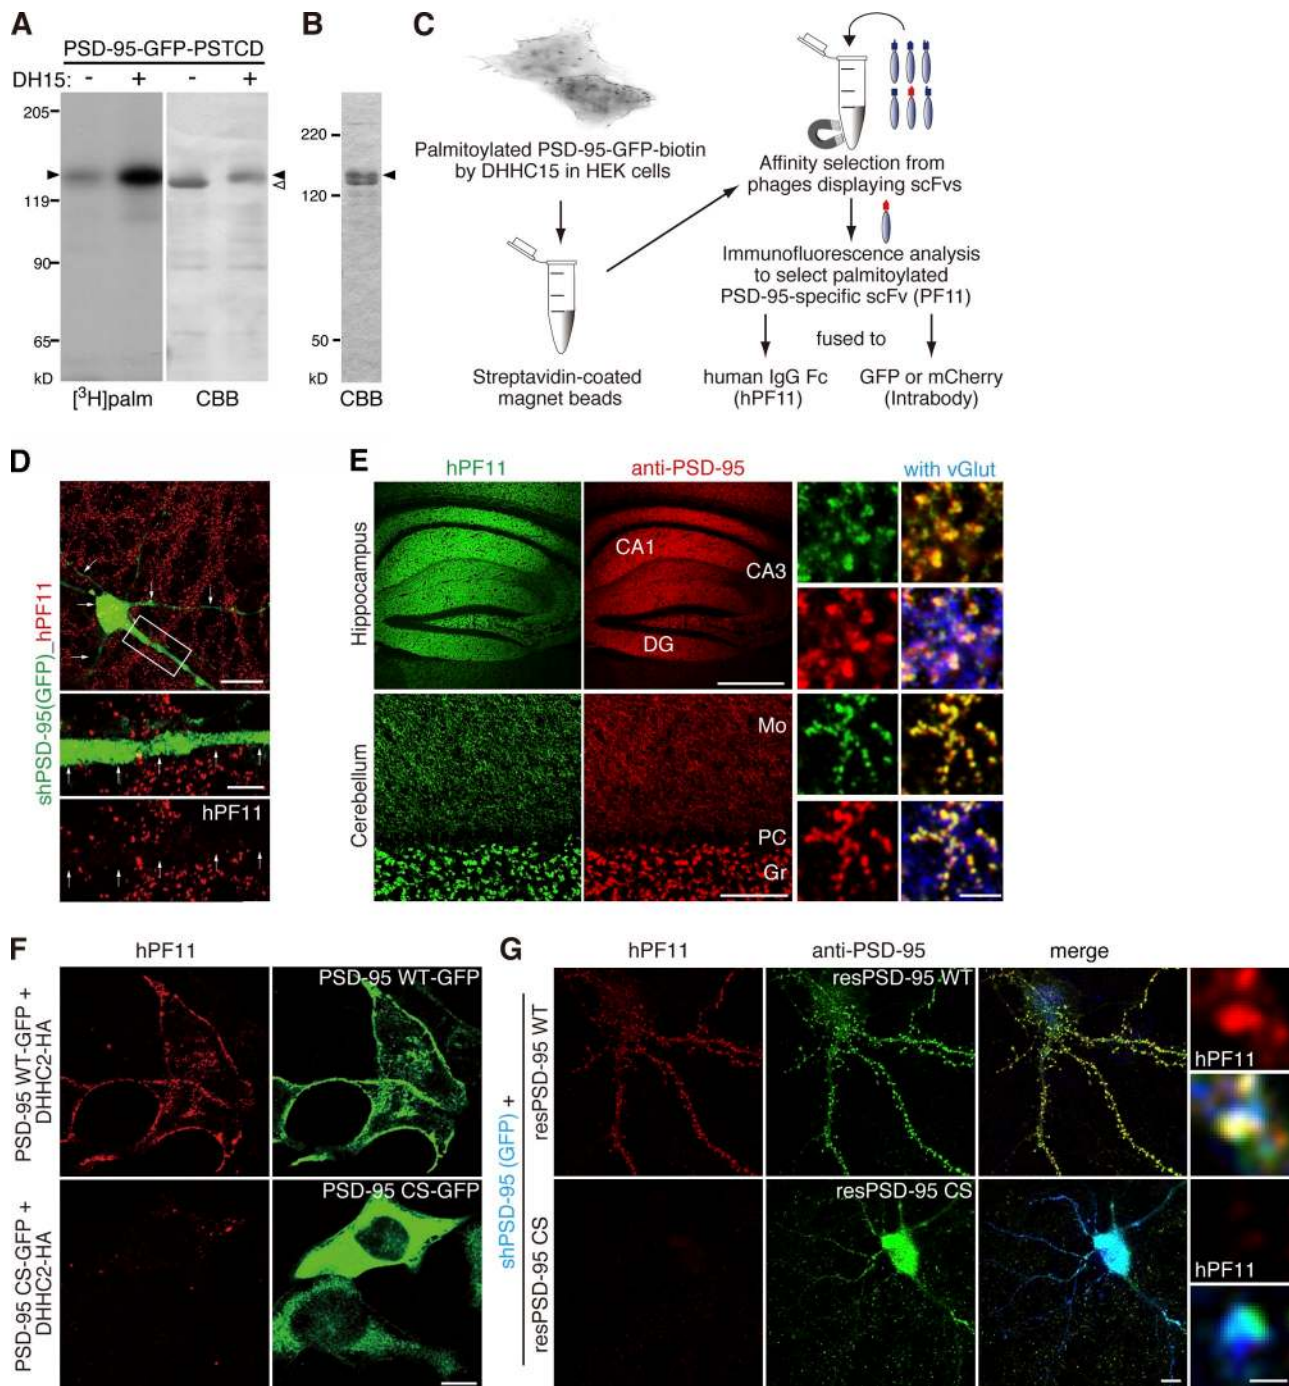 A
PSD-95-GFP-PSTCD
DH15: - + - +
205
119
90
65
kD
[³H]palm
CBB
B
220
120
50
kD
CBB
C
Palmitoylated PSD-95-GFP-biotin
by DHHC15 in HEK cells
Streptavidin-coated
magnet beads
Affinity selection from
phages displaying scFvs
Immunofluorescence analysis
to select palmitoylated
PSD-95-specific scFv (PF11)
fused to
human IgG Fc
(hPF11)
GFP or mCherry
(Intrabody)
D
shPSD-95(GFP)_hPF11
hPF11
E
hPF11
anti-PSD-95
with vGlut
Hippocampus
CA1
CA3
DG
Cerebellum
Mo
PC
Gr
F
hPF11
PSD-95 WT-GFP +
DHHC2-HA
PSD-95 WT-GFP
PSD-95 CS-GFP +
DHHC2-HA
PSD-95 CS-GFP
G
hPF11
anti-PSD-95
merge
shPSD-95 (GFP) +
resPSD-95 WT
resPSD-95 WT
hPF11
resPSD-95 CS
resPSD-95 CS
hPF11